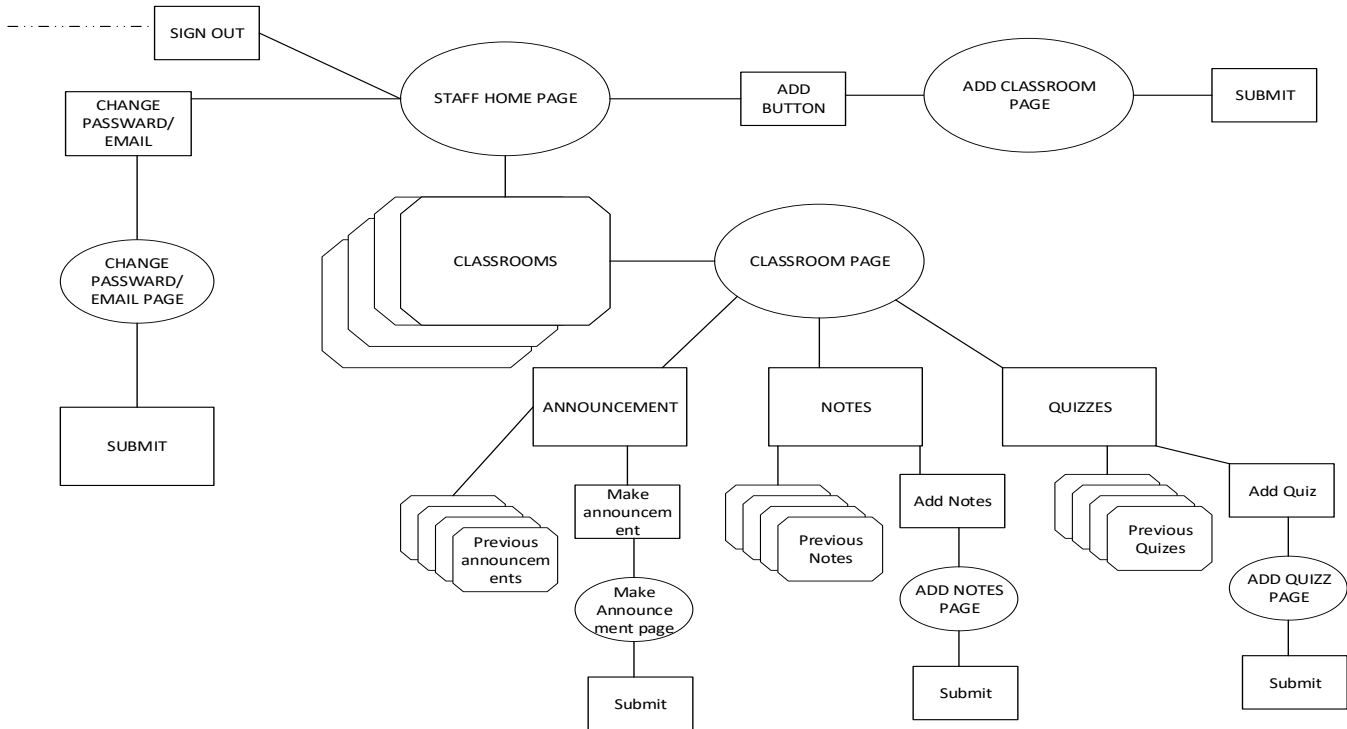 SIGN OUT
STAFF HOME PAGE
ADD
BUTTON
ADD CLASSROOM
PAGE
SUBMIT
CHANGE
PASSWARD/
EMAIL
CHANGE
PASSWARD/
EMAIL PAGE
SUBMIT
CLASSROOMS
CLASSROOM PAGE
ANNOUNCEMENT
NOTES
QUIZZES
Previous
announcem
ents
Make
announcem
ent
Make
Announce
ment page
Submit
Previous
Notes
Add Notes
ADD NOTES
PAGE
Submit
Previous
Quizes
Add Quiz
ADD QUIZZ
PAGE
Submit